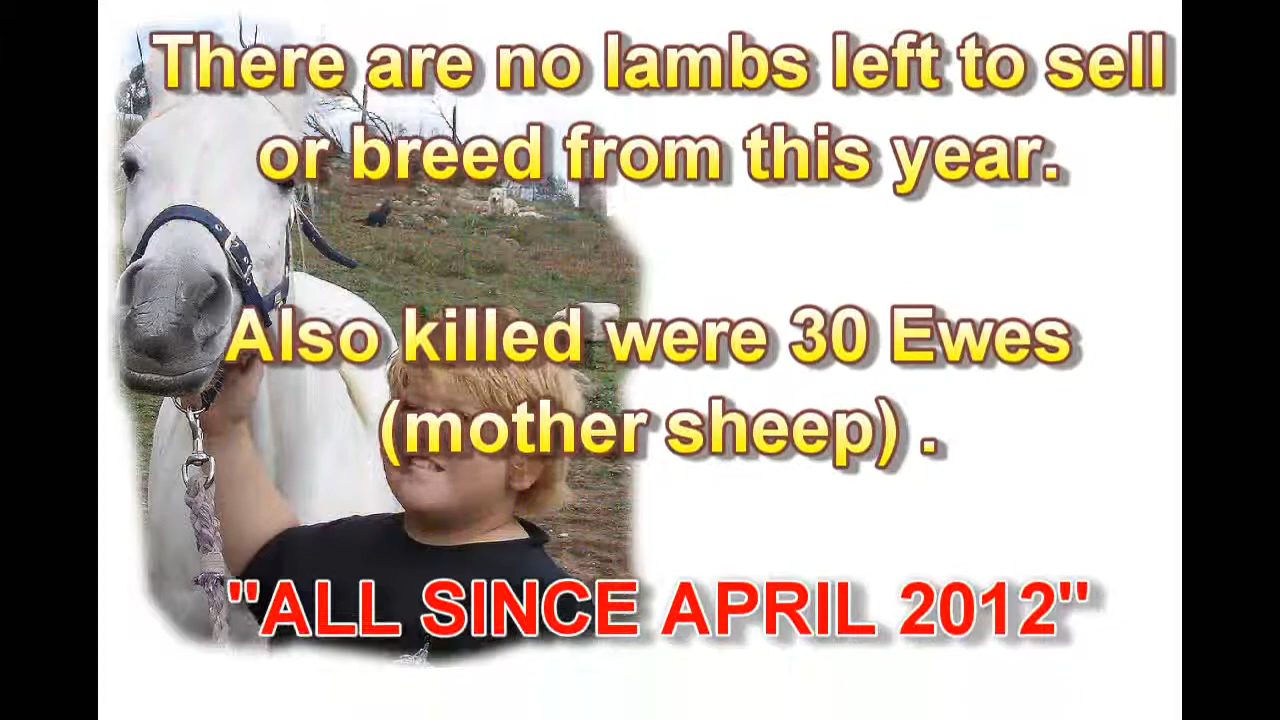 There are no lambs left to sell
or breed from this year.
Also killed were 30 Ewes
(mother sheep) .
"ALL SINCE APRIL 2012"